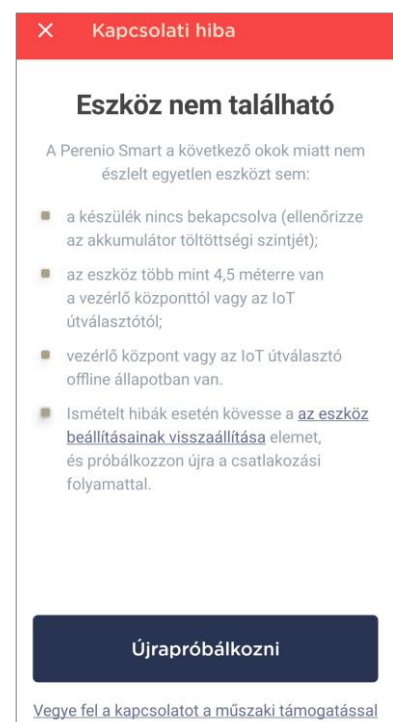 Kapcsolati hiba
Eszköz nem található
A Perenio Smart a következő okok miatt nem
észlelt egyetlen eszközt sem:
a készülék nincs bekapcsolva (ellenőrizze
az akkumulátor töltöttségi szintjét);
az eszköz több mint 4,5 méterre van
a vezérlő központtól vagy az IoT
útválasztótól;
vezérlő központ vagy az IoT útválasztó
offline állapotban van.
Ismételt hibák esetén kövesse a az eszköz
beállításainak visszaállítása elemet,
és próbálkozzon újra a csatlakozási
folyamattal.
Újrapróbálkozni
Vegye fel a kapcsolatot a műszaki támogatással